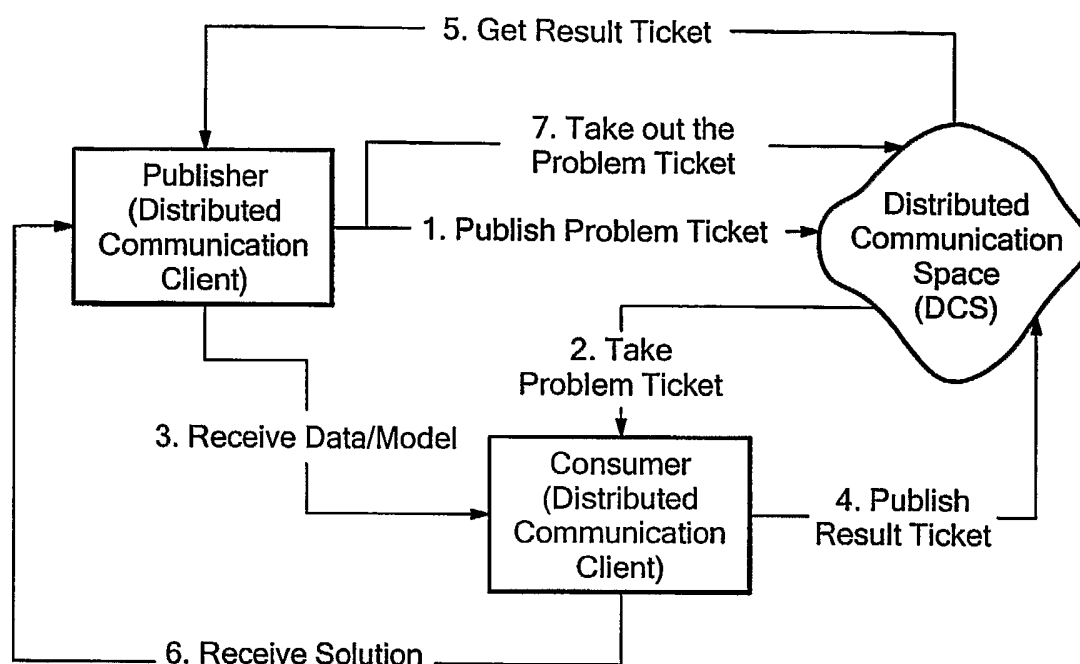 5. Get Result Ticket
7. Take out the
Problem Ticket
Publisher
(Distributed
Communication
Client)
1. Publish Problem Ticket
Distributed
Communication
Space
(DCS)
2. Take
Problem Ticket
3. Receive Data/Model
Consumer
(Distributed
Communication
Client)
4. Publish
Result Ticket
6. Receive Solution